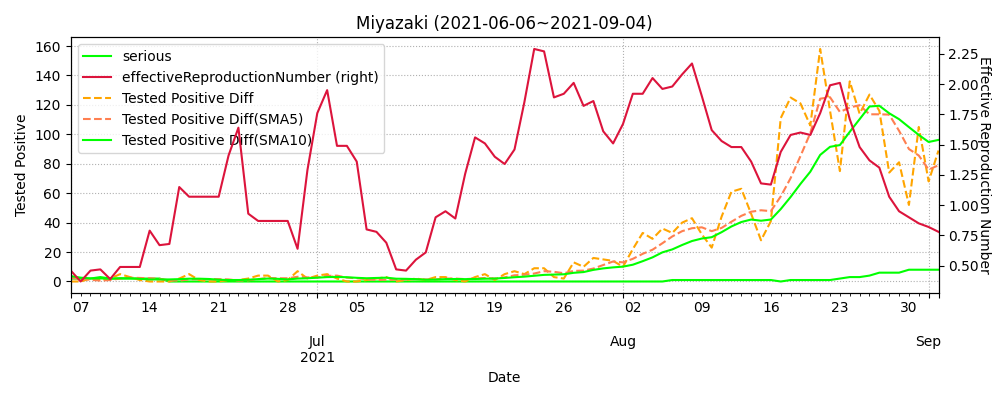 Miyazaki (2021-06-06~2021-09-04)
serious
effectiveReproductionNumber (right)
Tested Positive Diff
Tested Positive Diff(SMA5)
Tested Positive Diff(SMA10)
Tested Positive
160
140
120
100
80
60
40
20
0
2.25
2.00
1.75
1.50
1.25
1.00
0.75
0.50
Effective Reproduction Number
07 14 21 28 05 12 19 26 02 09 16 23 30
Jul Aug Sep
2021
Date